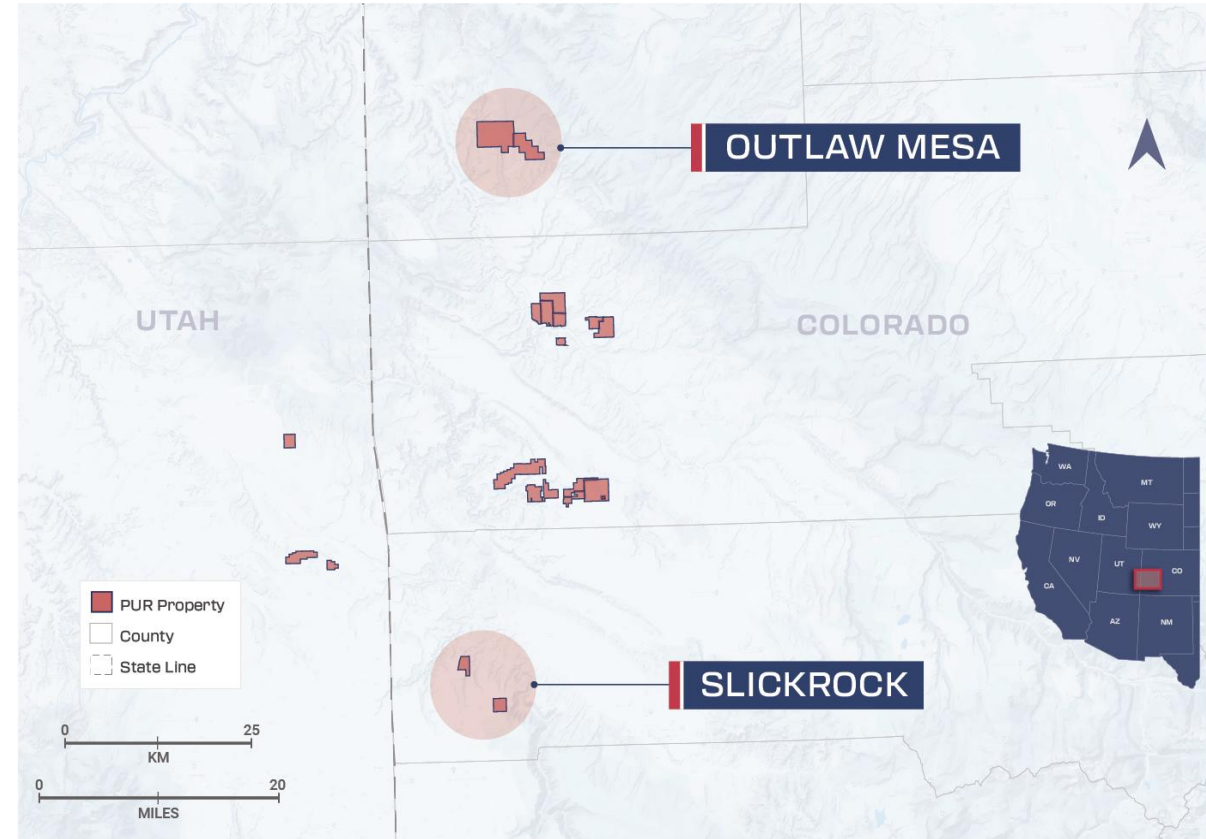 OUTLAW MESA
UTAH
COLORADO
WA
MT
OR
ID
WY
NV
UT
CO
CA
AZ
NM
PUR Property
County
State Line
SLICKROCK
0 25
KM
0 20
MILES